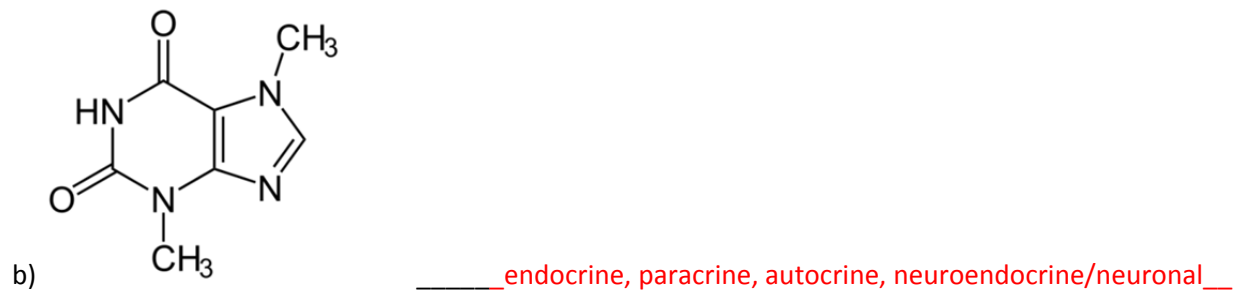 O
CH3
N
HN
O
N
N
CH3
b) ______endocrine, paracrine, autocrine, neuroendocrine/neuronal__